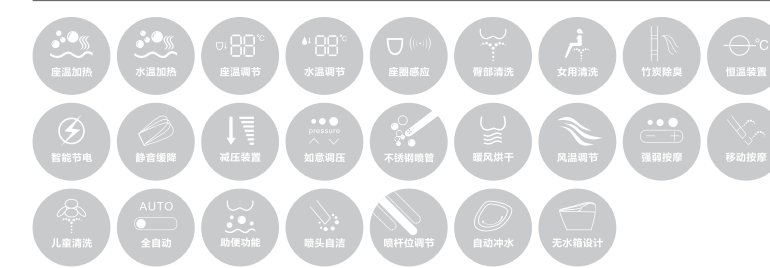 座温加热
水温加热
88℃
座温调节
88℃
水温调节
座圈感应
臀部清洗
女用清洗
竹炭除臭
℃
恒温装置
智能节电
静音缓降
减压装置
pressure
如意调压
不锈钢喷管
暖风烘干
风温调节
强弱按摩
移动按摩
儿童清洗
AUTO
全自动
助便功能
喷头自洁
喷杆位调节
自动冲水
无水箱设计